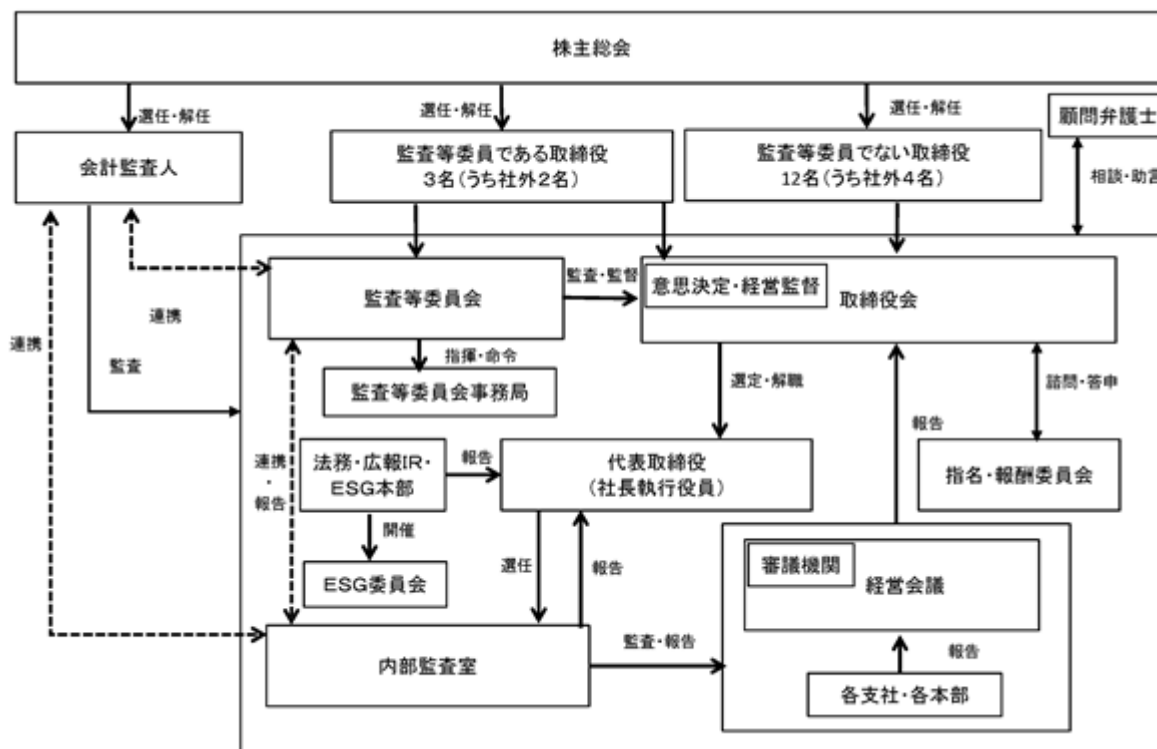 株主総会
選任・解任
選任・解任
選任・解任
顧問弁護士
会計監査人
監査等委員である取締役
3名(うち社外2名)
監査等委員でない取締役
12名(うち社外4名)
相談・助言
監査等委員会
監査・監督
意思決定・経営監督
取締役会
連携
連携
監査
指揮・命令
監査等委員会事務局
選定・解職
諮問・答申
報告
連携
・
報告
法務・広報IR・
ESG本部
報告
代表取締役
(社長執行役員)
指名・報酬委員会
開催
ESG委員会
選任
報告
審議機関
経営会議
内部監査室
監査・報告
報告
各支社・各本部